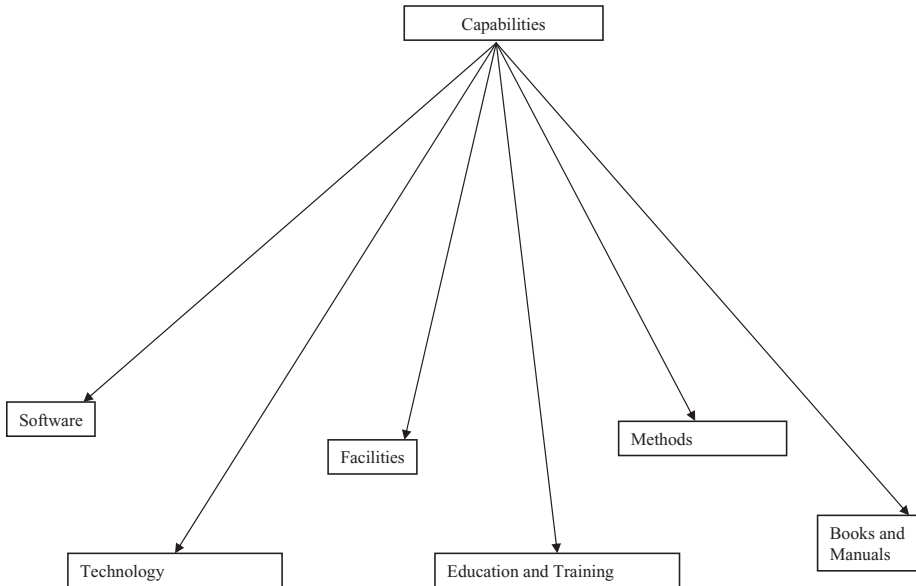 Capabilities
Software
Facilities
Methods
Technology
Education and Training
Books and
Manuals